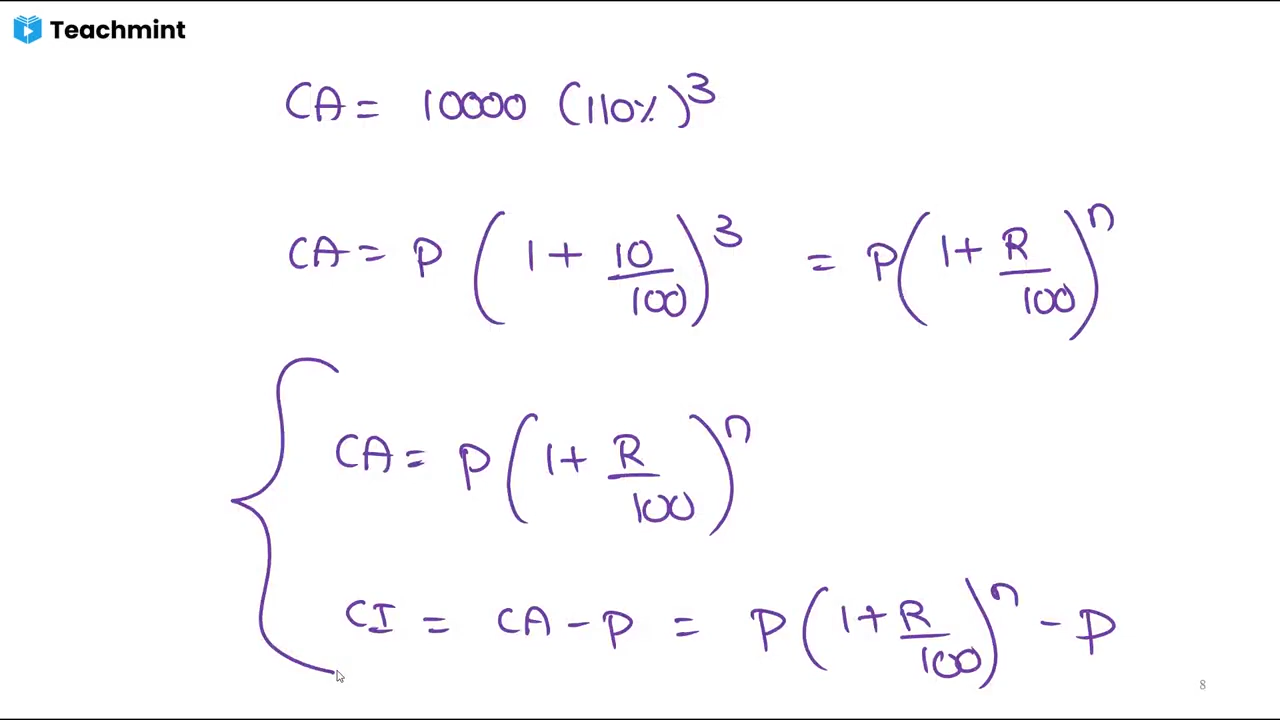 Teachmint
CA = 10000 (110%)^3
CA = P (1 + 10/100)^3 = P(1 + R/100)^n
CA = P(1 + R/100)^n
CI = CA - P = P(1 + R/100)^n - P
8